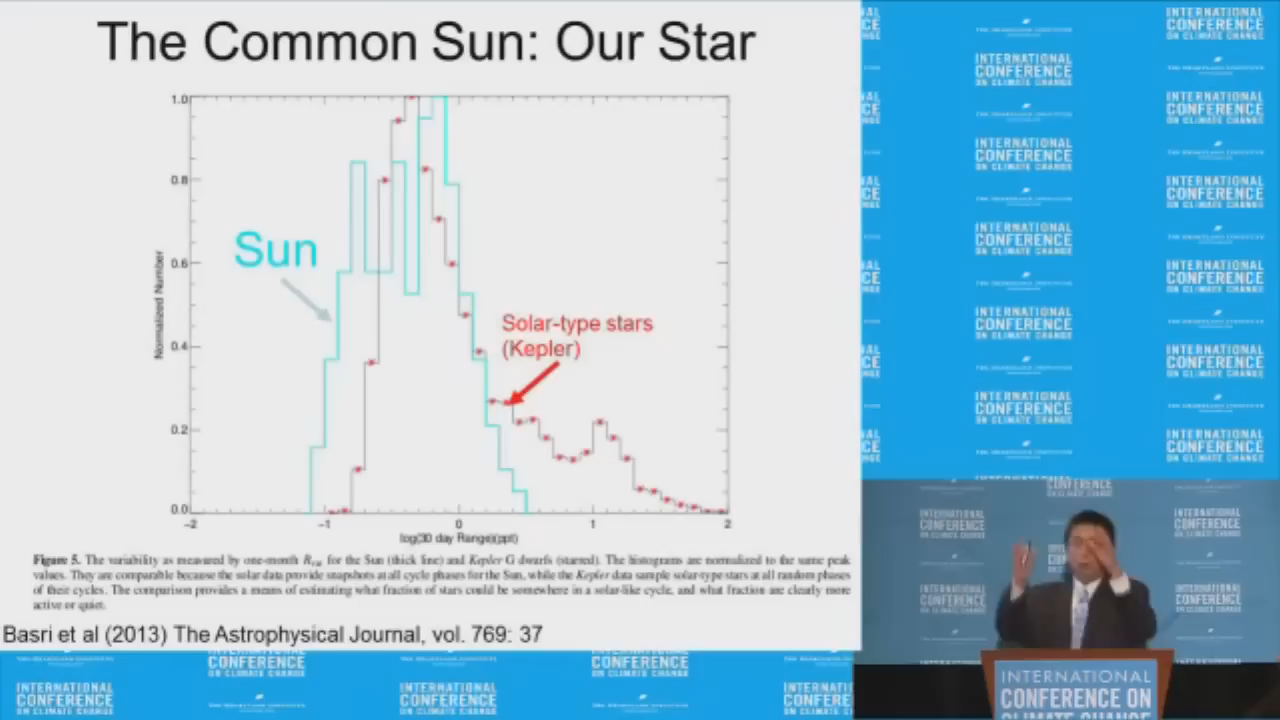 The Common Sun: Our Star
1.0
0.8
0.6
0.4
0.2
0.0
Normalized Number
Sun
Solar-type stars
(Kepler)
-2
-1
0
1
2
log(30 day Range)(ppt)
Figure 5. The variability as measured by one-month for the Sun (thick line) and Kepler G dwarfs (starred). The histograms are normalized to the same peak
values. They are comparable because the solar data provide snapshots at all cycle phases for the Sun, while the Kepler data sample solar-type stars at all random phases
of their cycles. The comparison provides a means of estimating what fraction of stars could be somewhere in a solar-like cycle, and what fraction are clearly more
active or quiet.
Basri et al (2013) The Astrophysical Journal, vol. 769: 37
INTERNATIONAL
CONFERENCE
ON CLIMATE CHANGE
INTERNATIONAL
CONFERENCE ON
CLIMATE CHANGE